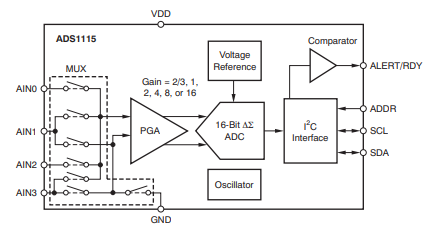 VDD
ADS1115
Comparator
MUX
Voltage
Reference
ALERT/RDY
Gain = 2/3, 1,
2, 4, 8, or 16
AIN0
ADDR
AIN1
PGA
16-Bit ΔΣ
ADC
I²C
Interface
SCL
SDA
AIN2
Oscillator
AIN3
GND